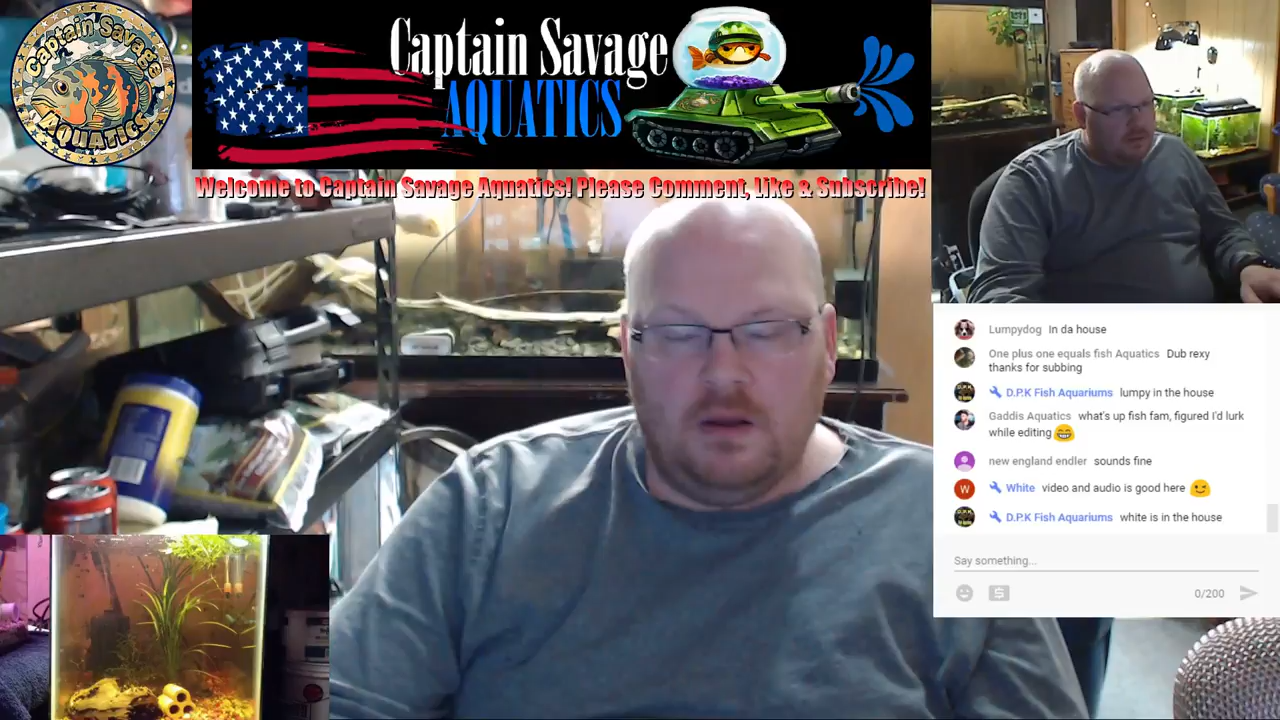 Captain Savage
AQUATICS
Captain Savage
AQUATICS
Welcome to Captain Savage Aquatics! Please Comment, Like & Subscribe!
Lumpydog In da house
One plus one equals fish Aquatics Dub rexy
thanks for subbing
D.P.K Fish Aquariums lumpy in the house
Gaddis Aquatics what's up fish fam, figured I'd lurk
while editing
new england endler sounds fine
W White video and audio is good here
D.P.K Fish Aquariums white is in the house
Say something...
0/200